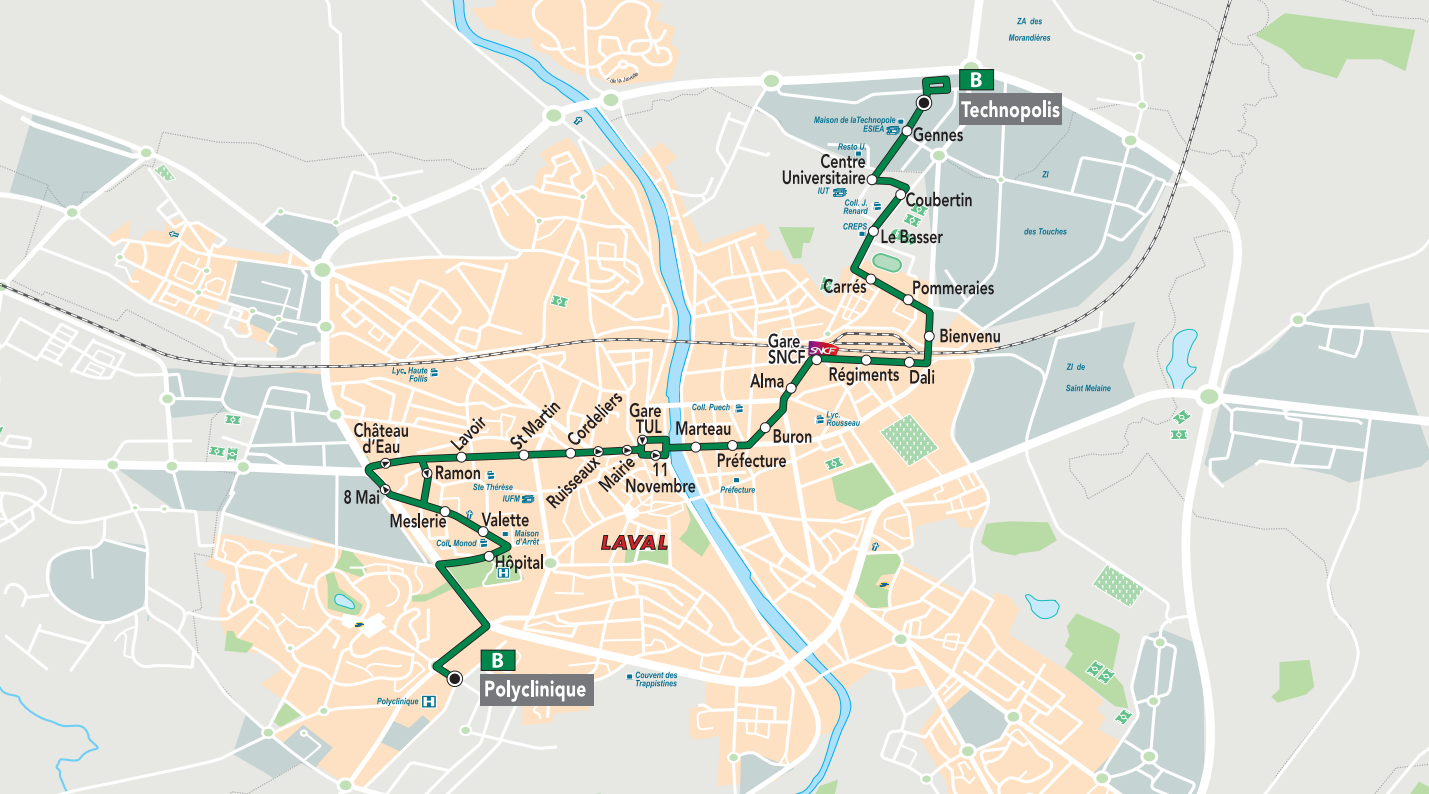 ZA des
Morandières
de la Jovette
B
Technopolis
Maison de laTechnopole
ESIEA
Gennes
Resto U.
Centre
Universitaire
IUT
Coubertin
Coll. J.
Renard
CREPS
Le Basser
ZI
des Touches
Carrés
Pommeraies
Bienvenu
Gare
SNCF
SNCF
Régiments
Dali
Alma
ZI de
Saint Melaine
Lyc. Haute
Follis
Coll. Puech
Lyc.
Rousseau
Buron
Préfecture
Marteau
Préfecture
Gare
TUL
11
Novembre
Mairie
Ruisseaux
Cordeliers
St Martin
Lavoir
Château
d'Eau
Ramon
Ste Thérèse
IUFM
8 Mai
Meslerie
Valette
Maison
d'Arrêt
Coll. Monod
Hôpital
H
LAVAL
B
Polyclinique
Couvent des
Trappistines
Polyclinique
H